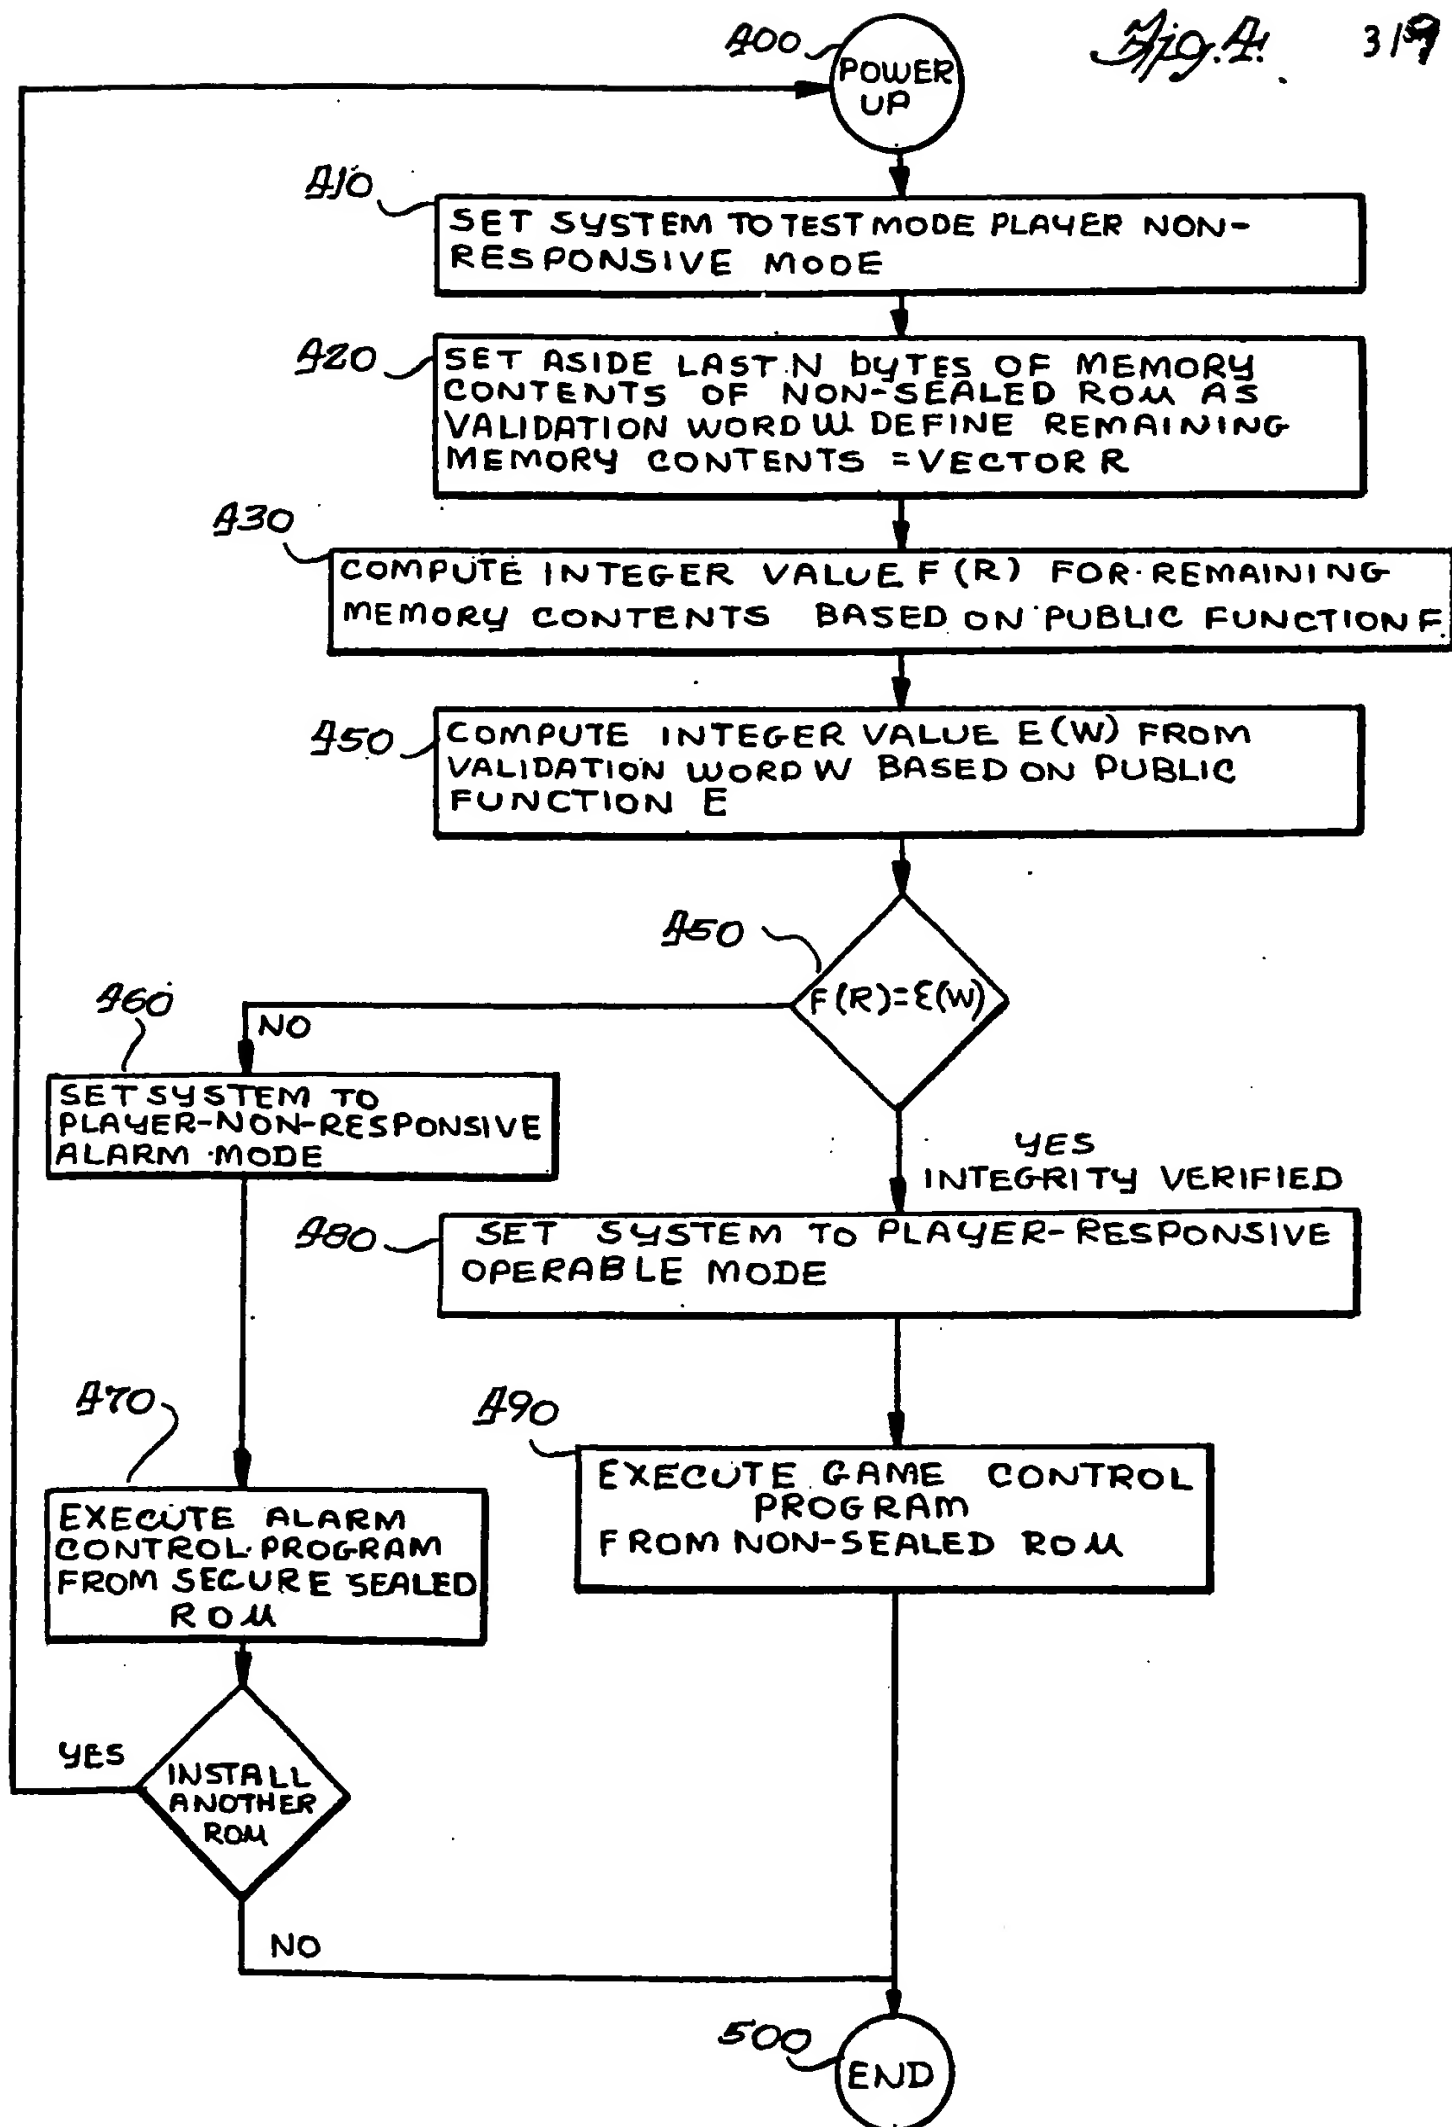 400
Fig. 4.
3/9
POWER
UP
410
SET SYSTEM TO TEST MODE PLAYER NON-
RESPONSIVE MODE
420
SET ASIDE LAST N bYTES OF MEMORY
CONTENTS OF NON-SEALED ROM AS
VALIDATION WORD W DEFINE REMAINING
MEMORY CONTENTS = VECTOR R
430
COMPUTE INTEGER VALUE F(R) FOR REMAINING
MEMORY CONTENTS BASED ON PUBLIC FUNCTION F.
450
COMPUTE INTEGER VALUE E(W) FROM
VALIDATION WORD W BASED ON PUBLIC
FUNCTION E
450
F(R)=E(W)
460
NO
SET SYSTEM TO
PLAYER-NON-RESPONSIVE
ALARM MODE
YES
INTEGRITY VERIFIED
480
SET SYSTEM TO PLAYER-RESPONSIVE
OPERABLE MODE
470
490
EXECUTE GAME CONTROL
PROGRAM
FROM NON-SEALED ROM
EXECUTE ALARM
CONTROL PROGRAM
FROM SECURE SEALED
ROM
YES
INSTALL
ANOTHER
ROM
NO
500
END